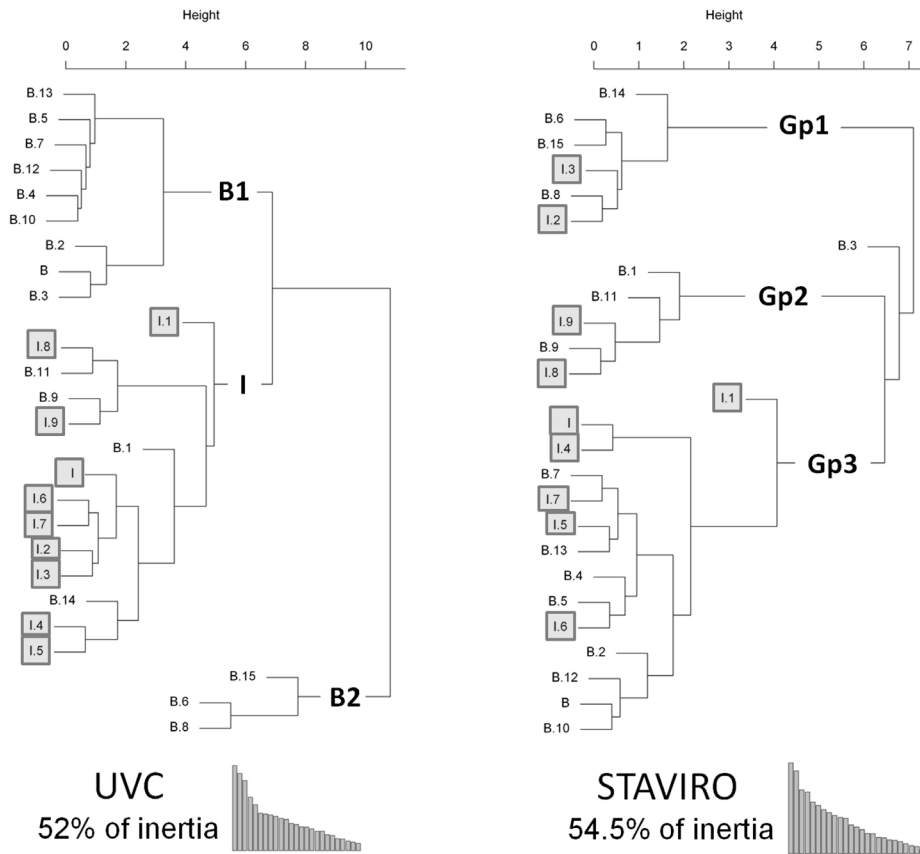 Height
0 2 4 6 8 10
B.13
B.5
B.7
B.12
B.4
B.10
B1
B.2
B
B.3
I.1
I.8
B.11
I
B.9
I.9
B.1
I
I.6
I.7
I.2
I.3
B.14
I.4
I.5
B.15
B2
B.6
B.8
UVC
52% of inertia
Height
0 1 2 3 4 5 6 7
B.14
B.6
Gp1
B.15
I.3
B.8
I.2
B.3
B.1
B.11
Gp2
I.9
B.9
I.8
I.1
I
I.4
Gp3
B.7
I.7
I.5
B.13
B.4
B.5
I.6
B.2
B.12
B
B.10
STAVIRO
54.5% of inertia